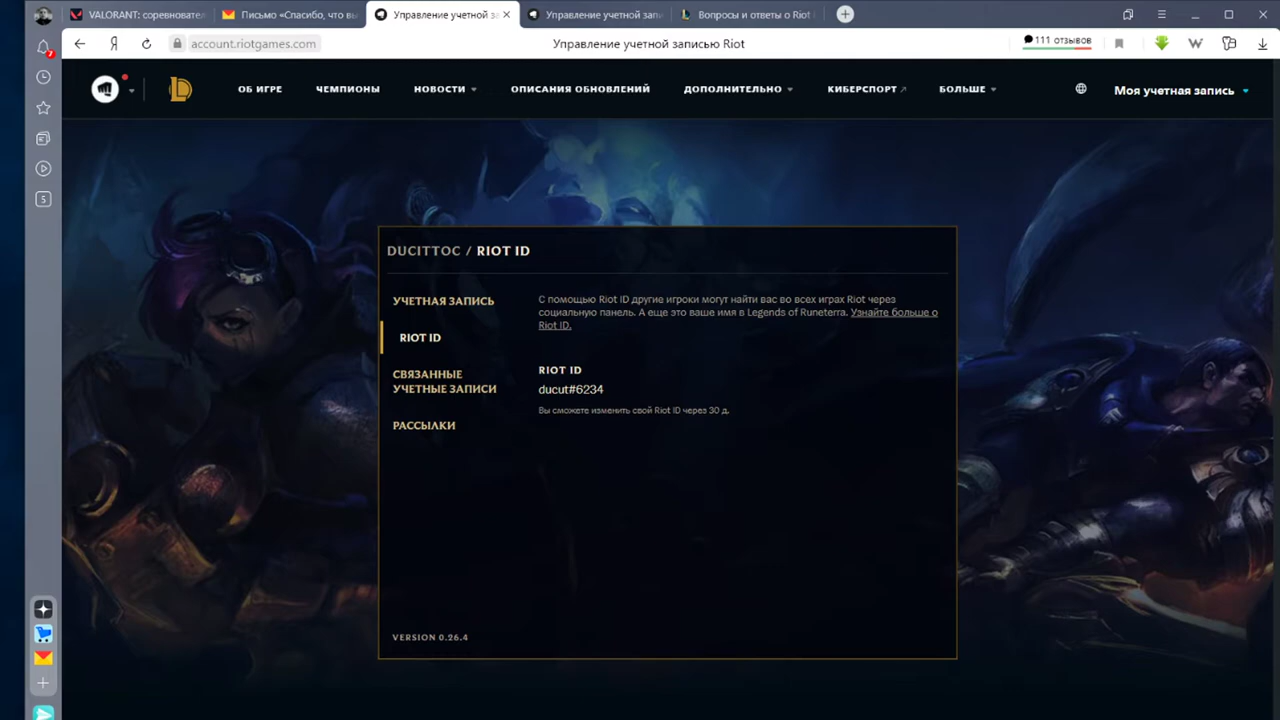 VALORANT: соревновател
Письмо «Спасибо, что вы
Управление учетной за
Управление учетной запи
Вопросы и ответы о Riot I
7
Я
account.riotgames.com
Управление учетной записью Riot
111 отзывов
ОБ ИГРЕ
ЧЕМПИОНЫ
НОВОСТИ
ОПИСАНИЯ ОБНОВЛЕНИЙ
ДОПОЛНИТЕЛЬНО
КИБЕРСПОРТ
БОЛЬШЕ
Моя учетная запись
5
DUCITTOC / RIOT ID
УЧЕТНАЯ ЗАПИСЬ
RIOT ID
СВЯЗАННЫЕ
УЧЕТНЫЕ ЗАПИСИ
РАССЫЛКИ
С помощью Riot ID другие игроки могут найти вас во всех играх Riot через
социальную панель. А еще это ваше имя в Legends of Runeterra. Узнайте больше о
Riot ID.
RIOT ID
ducut#6234
Вы сможете изменить свой Riot ID через 30 д.
VERSION 0.26.4